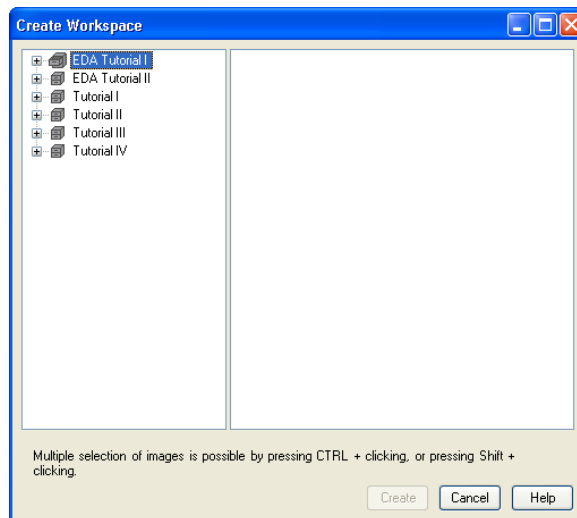 Create Workspace
EDA Tutorial I
EDA Tutorial II
Tutorial I
Tutorial II
Tutorial III
Tutorial IV
Multiple selection of images is possible by pressing CTRL + clicking, or pressing Shift +
clicking.
Create Cancel Help